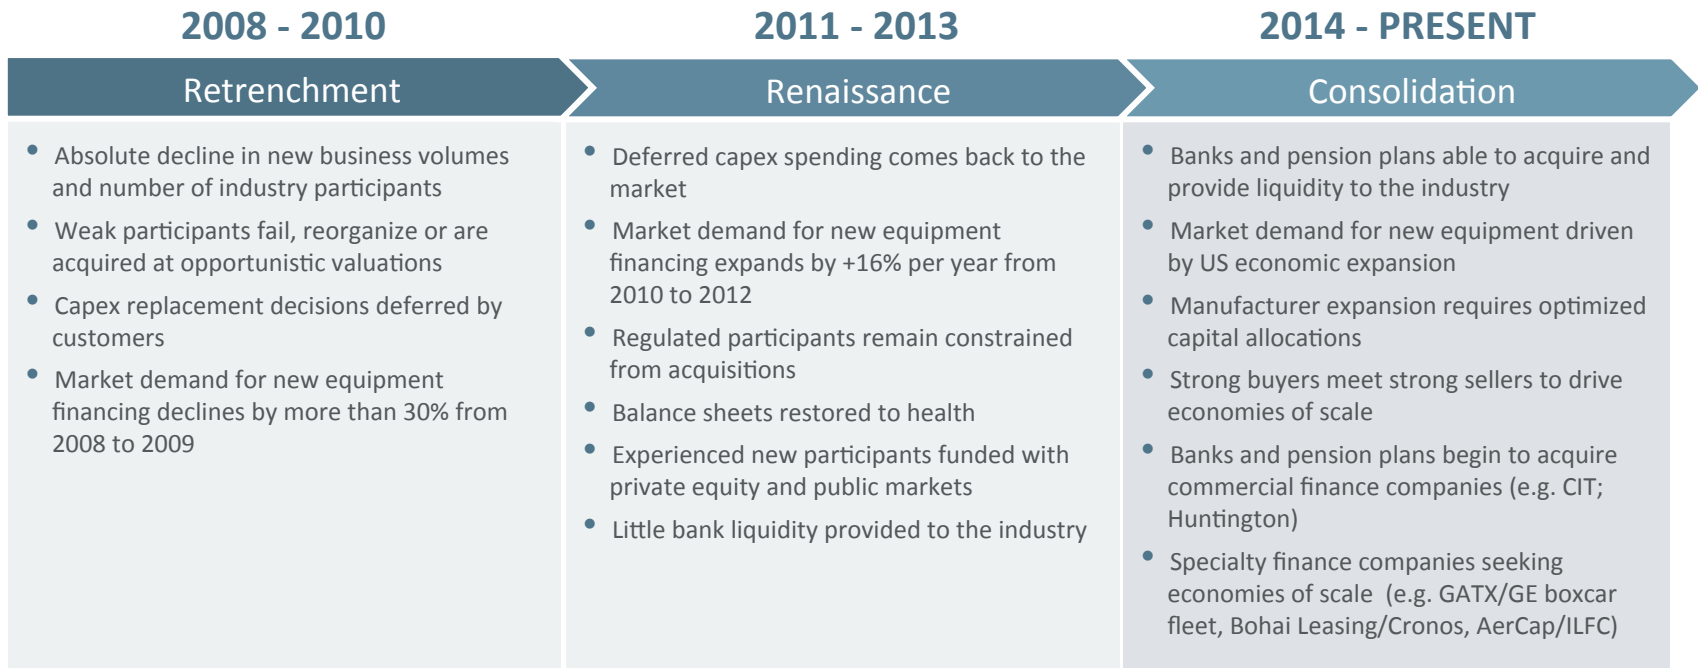 2008 - 2010
Retrenchment
• Absolute decline in new business volumes
and number of industry participants
• Weak participants fail, reorganize or are
acquired at opportunistic valuations
• Capex replacement decisions deferred by
customers
• Market demand for new equipment
financing declines by more than 30% from
2008 to 2009
2011 - 2013
Renaissance
• Deferred capex spending comes back to the
market
• Market demand for new equipment
financing expands by +16% per year from
2010 to 2012
• Regulated participants remain constrained
from acquisitions
• Balance sheets restored to health
• Experienced new participants funded with
private equity and public markets
• Little bank liquidity provided to the industry
2014 - PRESENT
Consolidation
• Banks and pension plans able to acquire and
provide liquidity to the industry
• Market demand for new equipment driven
by US economic expansion
• Manufacturer expansion requires optimized
capital allocations
• Strong buyers meet strong sellers to drive
economies of scale
• Banks and pension plans begin to acquire
commercial finance companies (e.g. CIT;
Huntington)
• Specialty finance companies seeking
economies of scale (e.g. GATX/GE boxcar
fleet, Bohai Leasing/Cronos, AerCap/ILFC)